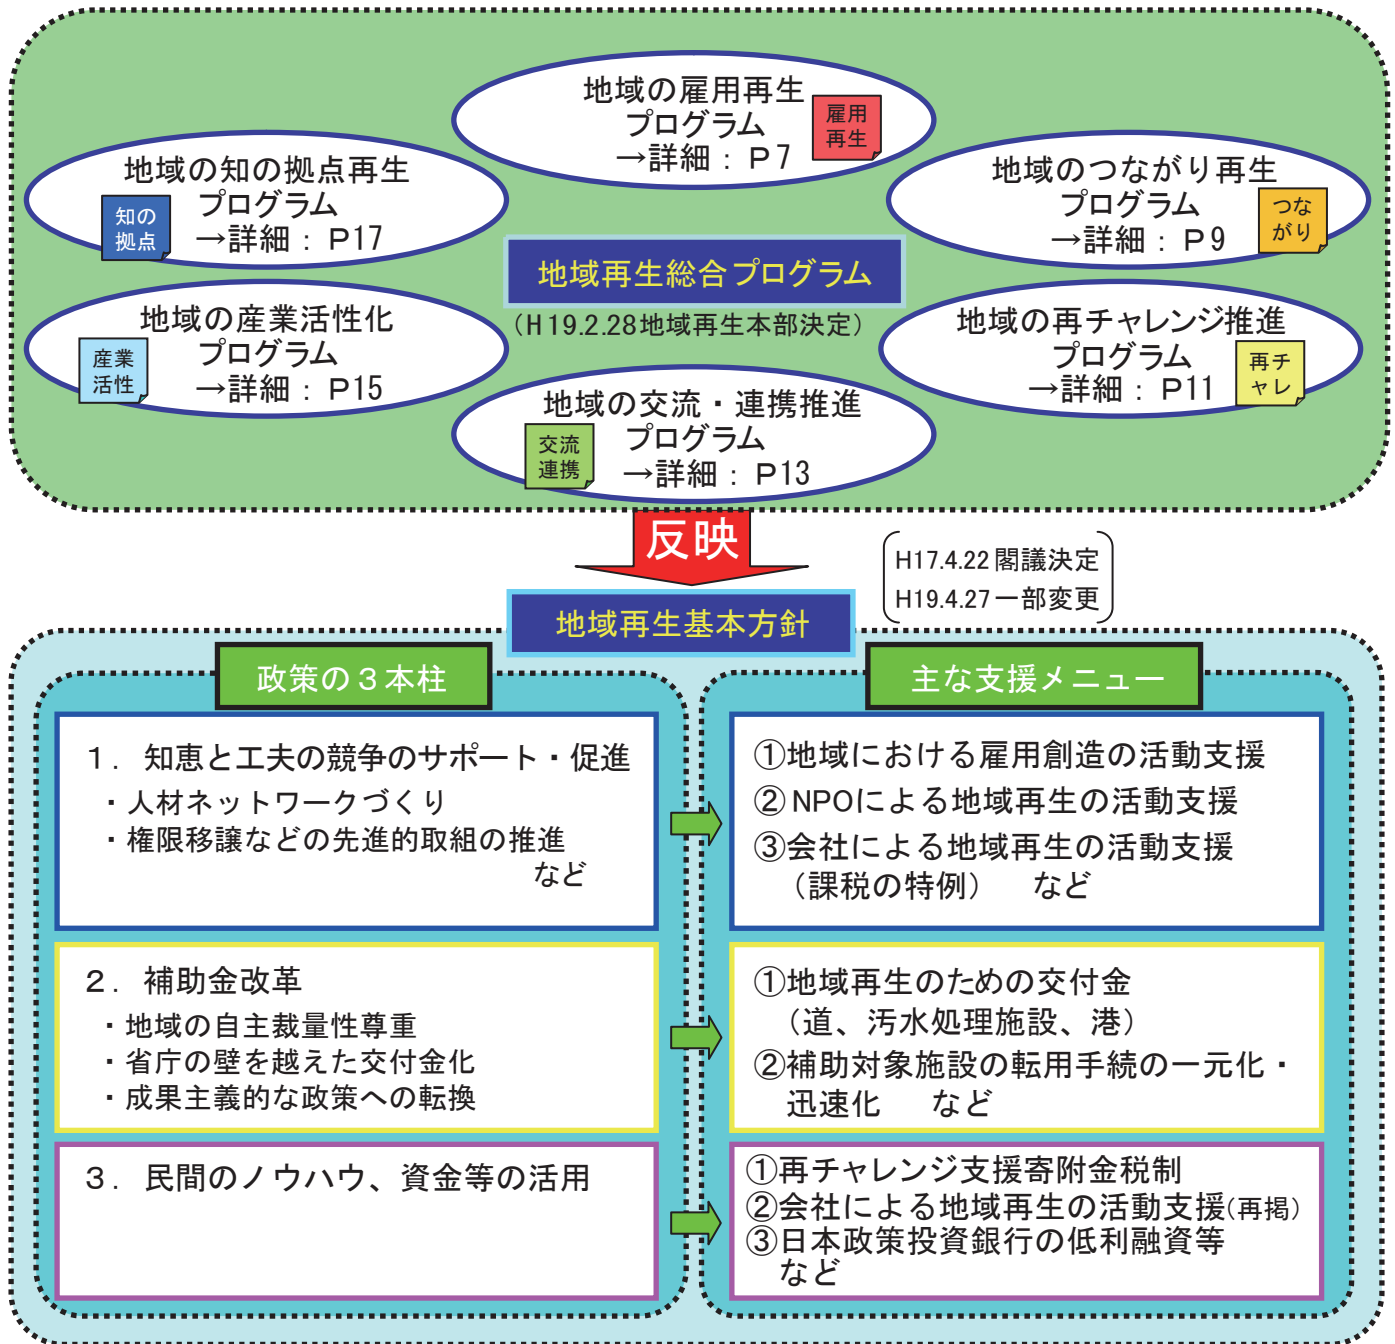 地域の雇用再生
プログラム
→詳細：P7
雇用
再生
地域の知の拠点再生
プログラム
→詳細：P17
知の
拠点
地域のつながり再生
プログラム
→詳細：P9
つな
がり
地域再生総合プログラム
（H19.2.28地域再生本部決定）
地域の産業活性化
プログラム
→詳細：P15
産業
活性
地域の再チャレンジ推進
プログラム
→詳細：P11
再チ
ャレ
地域の交流・連携推進
プログラム
→詳細：P13
交流
連携
反映
H17.4.22 閣議決定
H19.4.27 一部変更
地域再生基本方針
政策の３本柱
１．知恵と工夫の競争のサポート・促進
・人材ネットワークづくり
・権限移譲などの先進的取組の推進
など
２．補助金改革
・地域の自主裁量性尊重
・省庁の壁を越えた交付金化
・成果主義的な政策への転換
３．民間のノウハウ、資金等の活用
主な支援メニュー
①地域における雇用創造の活動支援
②NPOによる地域再生の活動支援
③会社による地域再生の活動支援
（課税の特例）　など
①地域再生のための交付金
（道、汚水処理施設、港）
②補助対象施設の転用手続の一元化・
迅速化　など
①再チャレンジ支援寄附金税制
②会社による地域再生の活動支援（再掲）
③日本政策投資銀行の低利融資等
など